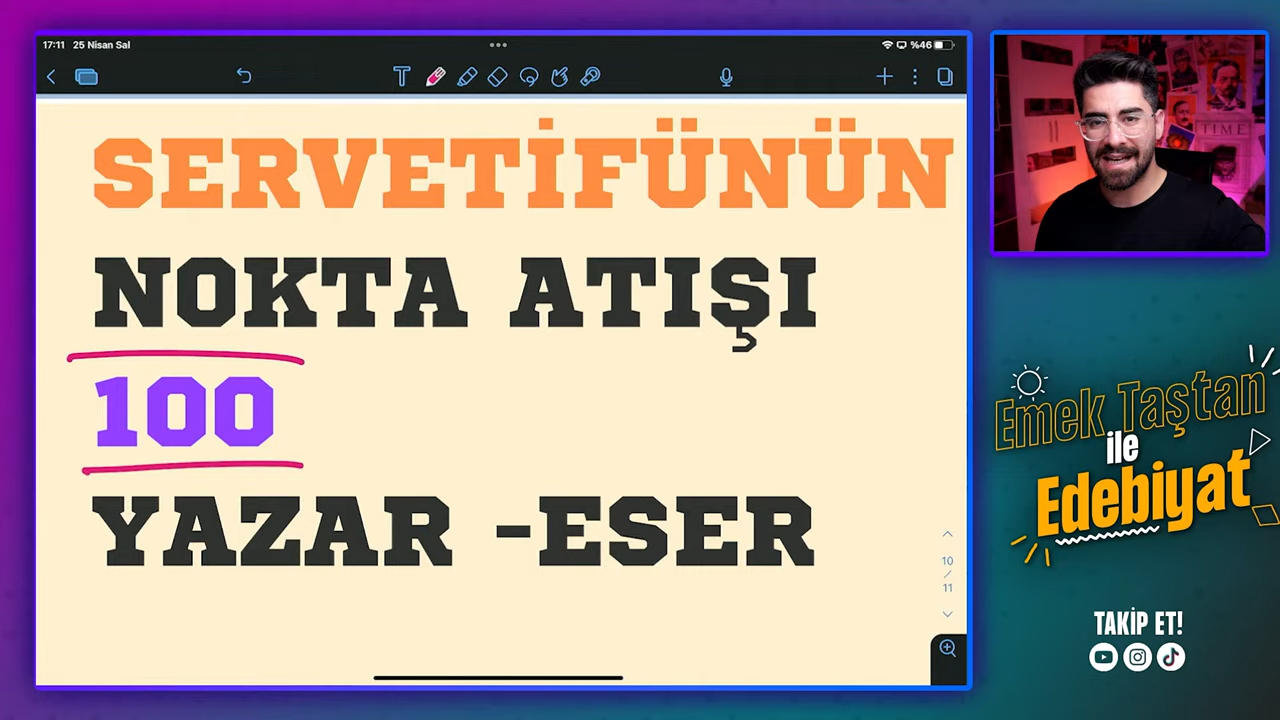 17:11 25 Nisan Sal
%46
SERVETİFÜNÜN
NOKTA ATIŞI
100
YAZAR -ESER
10
/
11
TIME
Emek Taştan
ile
Edebiyat
TAKİP ET!